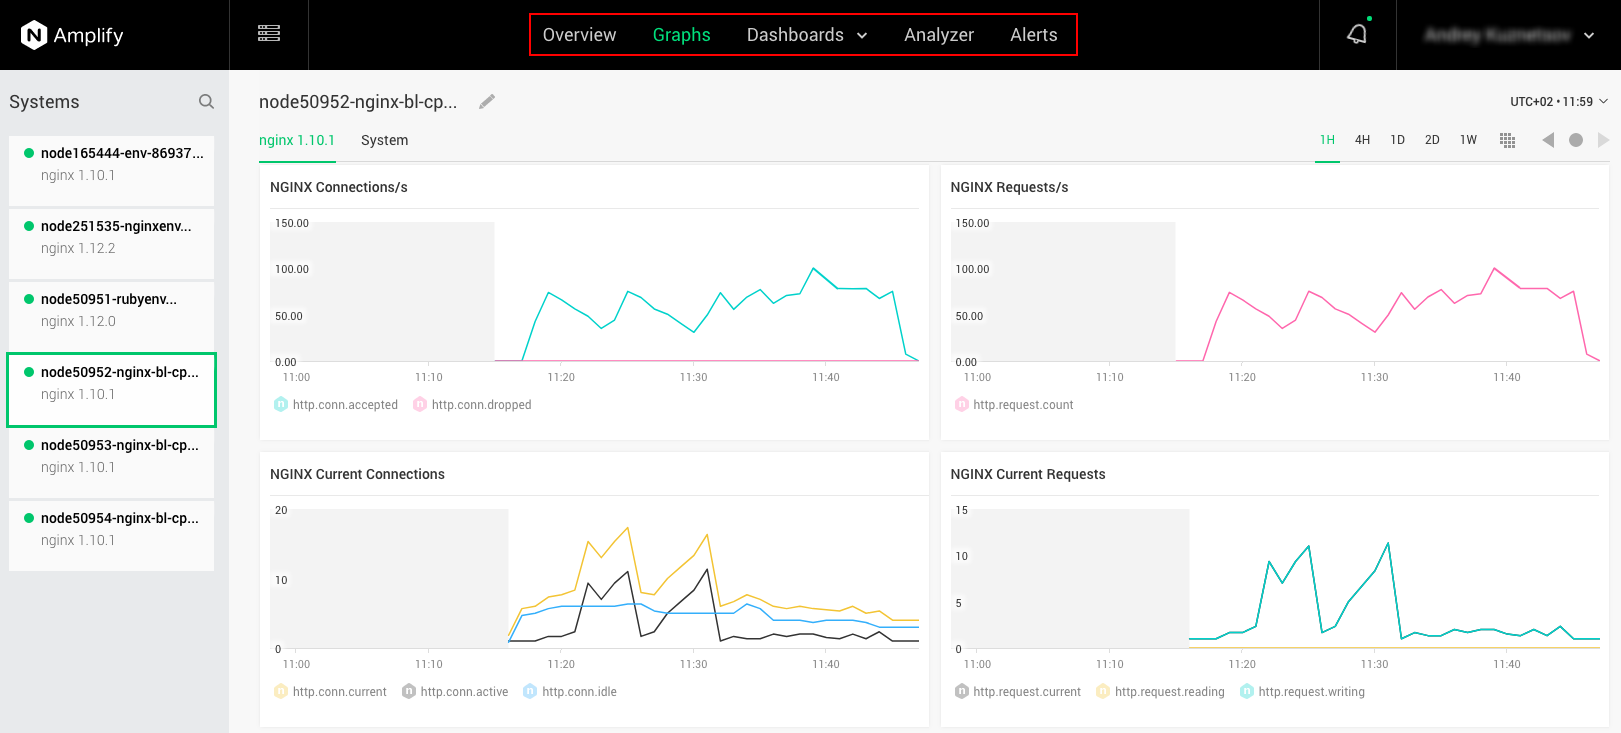 Amplify
Overview Graphs Dashboards Analyzer Alerts
Systems
node165444-env-86937...
nginx 1.10.1
node251535-nginxenv...
nginx 1.12.2
node50951-rubyenv...
nginx 1.12.0
node50952-nginx-bl-cp...
nginx 1.10.1
node50953-nginx-bl-cp...
nginx 1.10.1
node50954-nginx-bl-cp...
nginx 1.10.1
node50952-nginx-bl-cp...
UTC+02 • 11:59
nginx 1.10.1 System
1H 4H 1D 2D 1W
NGINX Connections/s
150.00
100.00
50.00
0.00
11:00 11:10 11:20 11:30 11:40
http.conn.accepted http.conn.dropped
NGINX Requests/s
150.00
100.00
50.00
0.00
11:00 11:10 11:20 11:30 11:40
http.request.count
NGINX Current Connections
20
10
0
11:00 11:10 11:20 11:30 11:40
http.conn.current http.conn.active http.conn.idle
NGINX Current Requests
15
10
5
0
11:00 11:10 11:20 11:30 11:40
http.request.current http.request.reading http.request.writing